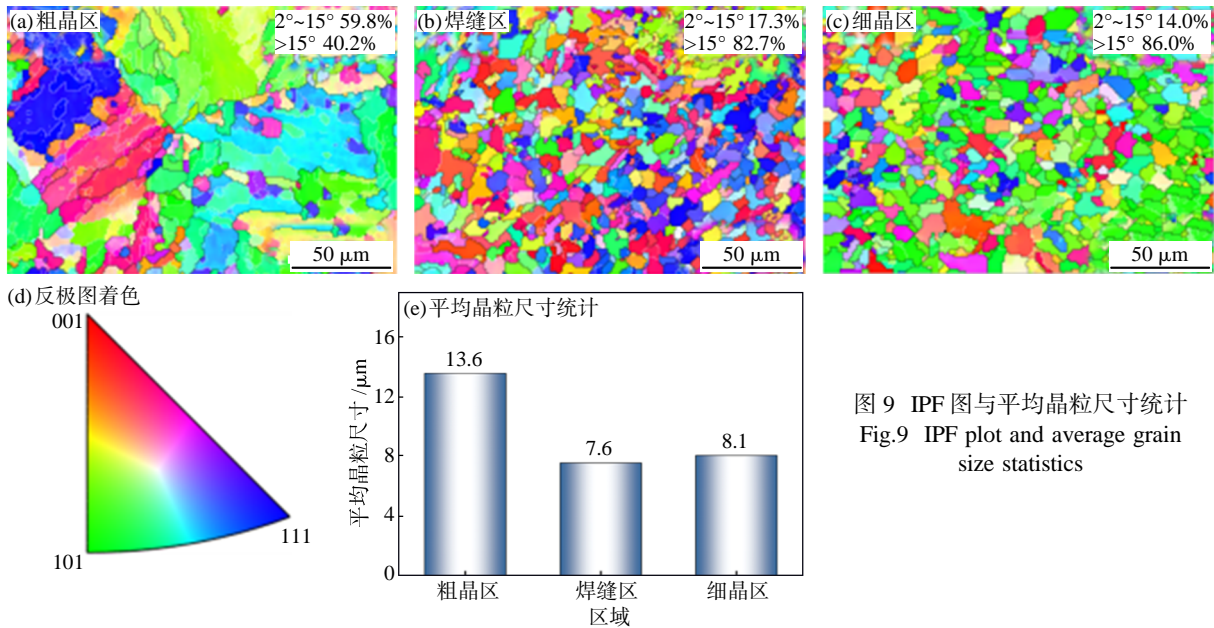 (a)粗晶区
2°~15° 59.8%
>15° 40.2%
50 μm
(b)焊缝区
2°~15° 17.3%
>15° 82.7%
50 μm
(c)细晶区
2°~15° 14.0%
>15° 86.0%
50 μm
(d)反极图着色
001
101
111
(e)平均晶粒尺寸统计
平均晶粒尺寸/μm
16
12
8
4
0
13.6
7.6
8.1
粗晶区
焊缝区
细晶区
区域
图 9 IPF 图与平均晶粒尺寸统计
Fig.9 IPF plot and average grain
size statistics